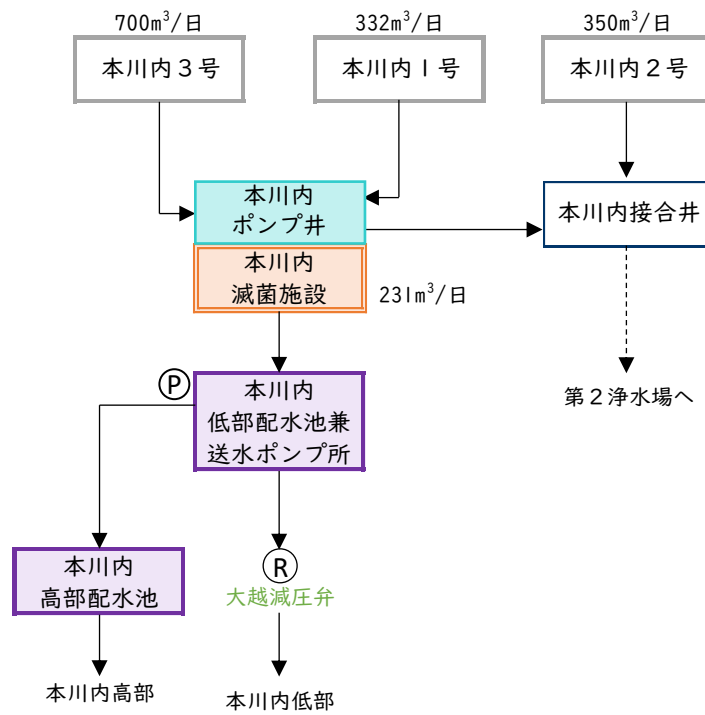 700m³/日
332m³/日
350m³/日
本川内3号
本川内1号
本川内2号
本川内
ポンプ井
本川内接合井
本川内
滅菌施設
231m³/日
P
本川内
低部配水池兼
送水ポンプ所
第2浄水場へ
R
大越減圧弁
本川内
高部配水池
本川内高部
本川内低部